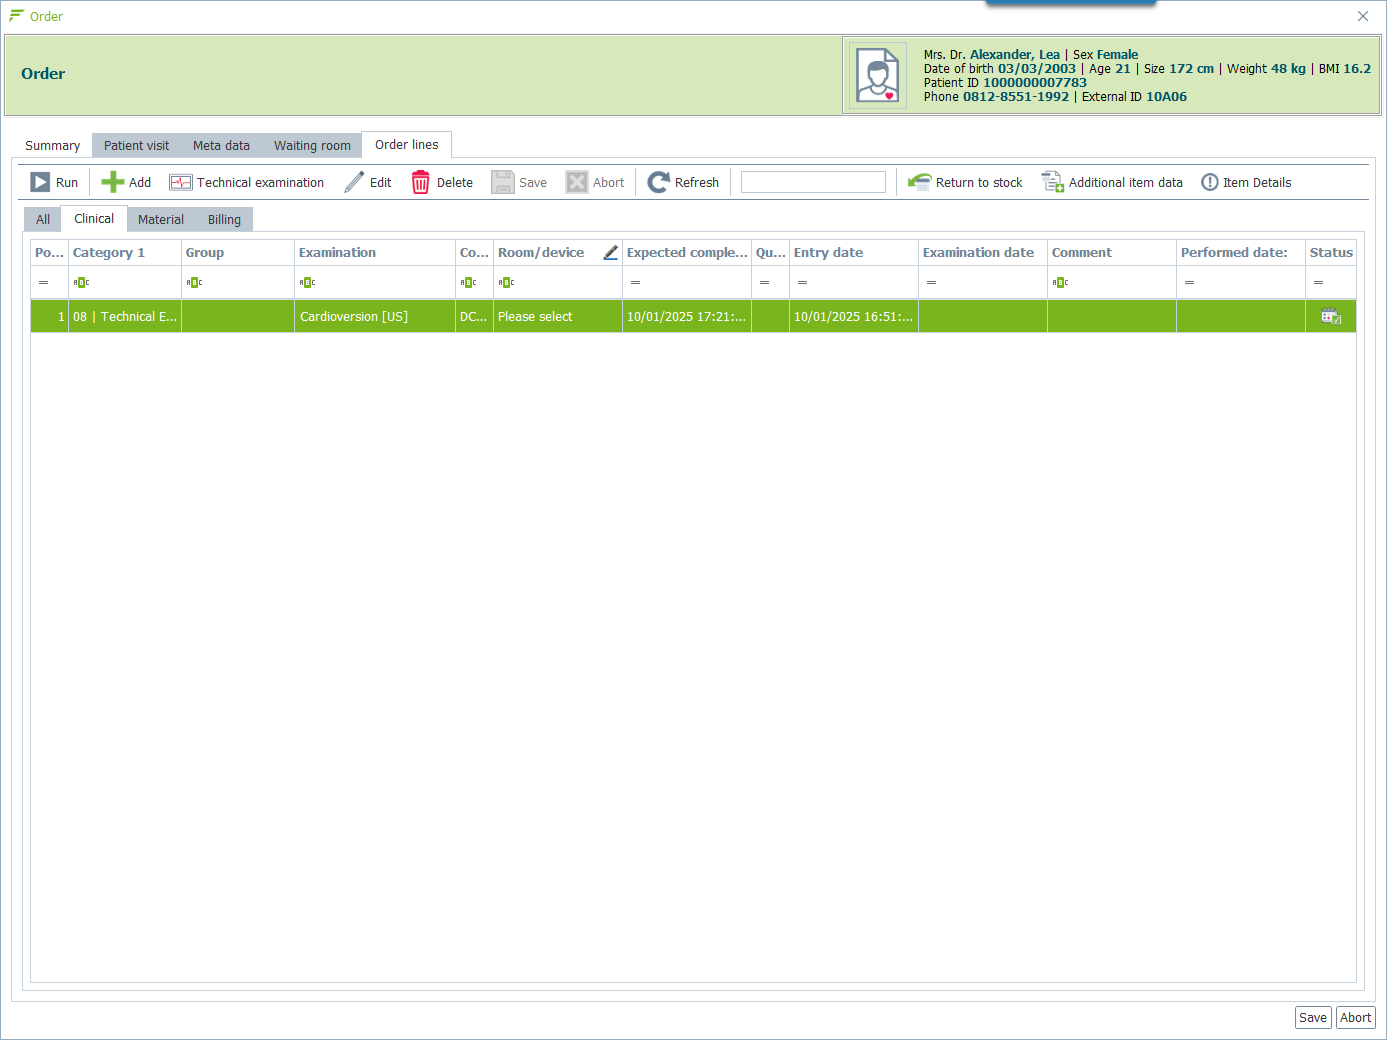 Order
Order
Mrs. Dr. Alexander, Lea | Sex Female
Date of birth 03/03/2003 | Age 21 | Size 172 cm | Weight 48 kg | BMI 16.2
Patient ID 1000000007783
Phone 0812-8551-1992 | External ID 10A06
Summary Patient visit Meta data Waiting room Order lines
Run Add Technical examination Edit Delete Save Abort Refresh Return to stock Additional item data Item Details
All Clinical Material Billing
Po... Category 1 Group Examination Co... Room/device Expected comple... Qu... Entry date Examination date Comment Performed date: Status
= ABC ABC ABC ABC ABC = = = = ABC = =
1 08 | Technical E... Cardioversion [US] DC... Please select 10/01/2025 17:21:... 10/01/2025 16:51:...
Save Abort